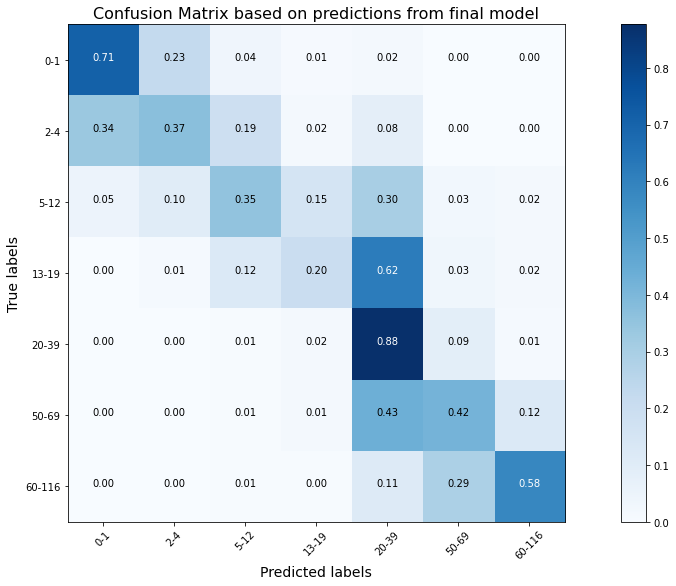 Confusion Matrix based on predictions from final model
0-1 0.71 0.23 0.04 0.01 0.02 0.00 0.00
2-4 0.34 0.37 0.19 0.02 0.08 0.00 0.00
5-12 0.05 0.10 0.35 0.15 0.30 0.03 0.02
13-19 0.00 0.01 0.12 0.20 0.62 0.03 0.02
20-39 0.00 0.00 0.01 0.02 0.88 0.09 0.01
50-69 0.00 0.00 0.01 0.01 0.43 0.42 0.12
60-116 0.00 0.00 0.01 0.00 0.11 0.29 0.58
0-1 2-4 5-12 13-19 20-39 50-69 60-116
Predicted labels
True labels
0.8
0.7
0.6
0.5
0.4
0.3
0.2
0.1
0.0